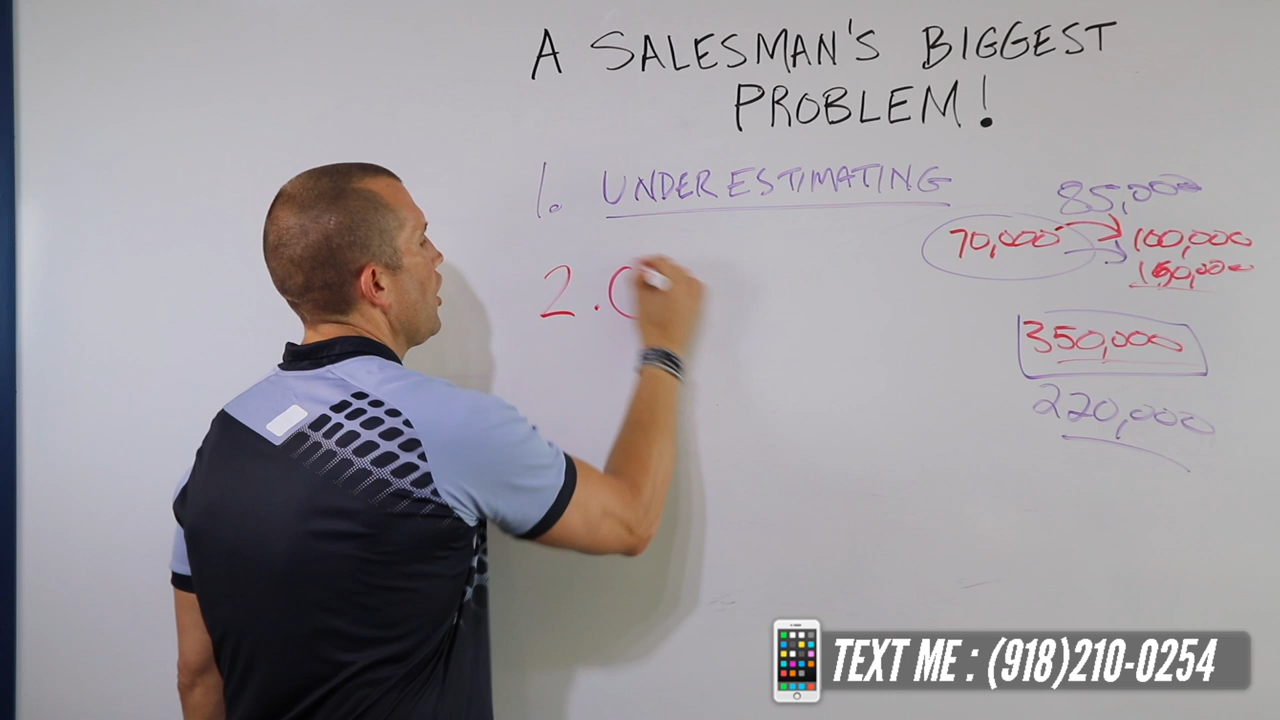 A SALESMAN'S BIGGEST
PROBLEM!
1. UNDERESTIMATING
85,000
70,000
100,000
150,000
2.
350,000
220,000
TEXT ME : (918)210-0254